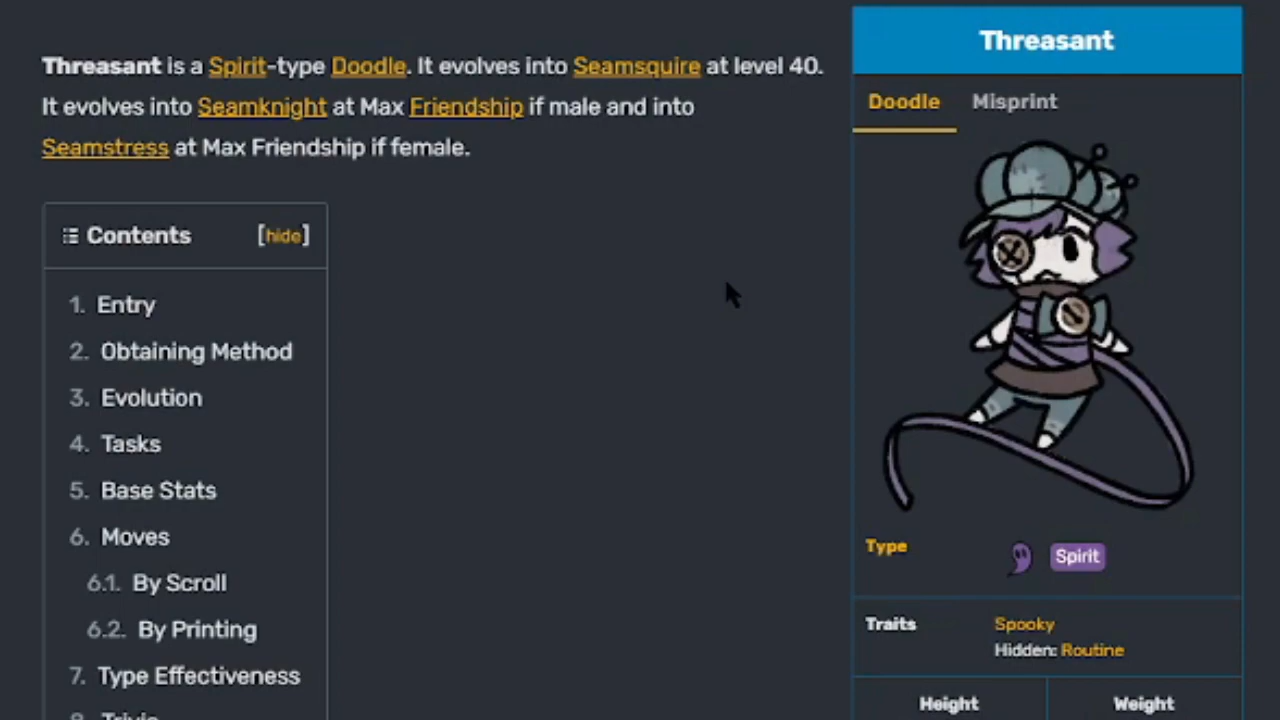 Threasant is a Spirit-type Doodle. It evolves into Seamsquire at level 40.
It evolves into Seamknight at Max Friendship if male and into
Seamstress at Max Friendship if female.
Contents [hide]
1. Entry
2. Obtaining Method
3. Evolution
4. Tasks
5. Base Stats
6. Moves
6.1. By Scroll
6.2. By Printing
7. Type Effectiveness
8. Trivia
Threasant
Doodle Misprint
Type Spirit
Traits Spooky
Hidden: Routine
Height Weight